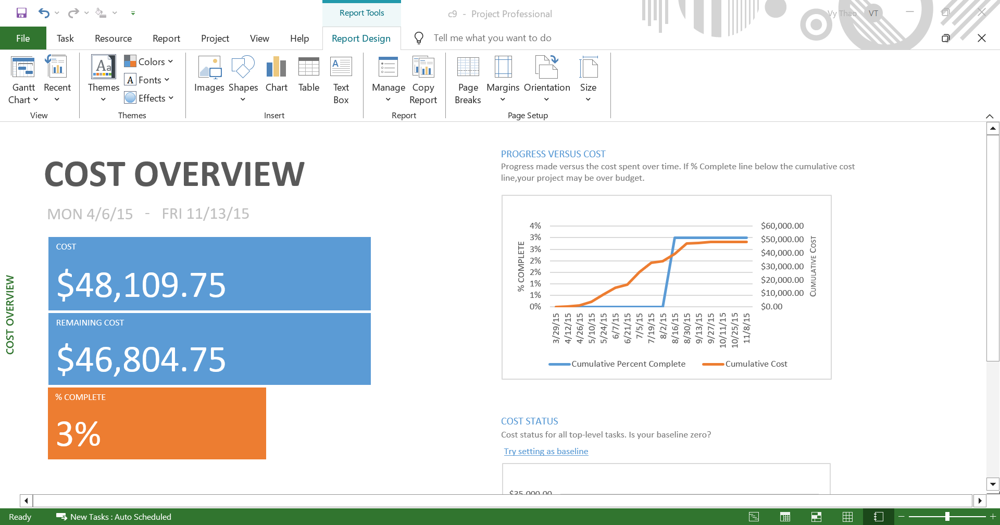 Report Tools
c9 - Project Professional
Vy Thao
VT
File
Task
Resource
Report
Project
View
Help
Report Design
Tell me what you want to do
Gantt
Chart
Recent
View
Themes
Colors
Fonts
Effects
Themes
Images
Shapes
Chart
Table
Text
Box
Insert
Manage
Copy
Report
Report
Page
Breaks
Margins
Orientation
Size
Page Setup
COST OVERVIEW
COST OVERVIEW
MON 4/6/15 - FRI 11/13/15
COST
$48,109.75
REMAINING COST
$46,804.75
% COMPLETE
3%
PROGRESS VERSUS COST
Progress made versus the cost spent over time. If % Complete line below the cumulative cost
line,your project may be over budget.
% COMPLETE
4%
3%
3%
2%
2%
1%
1%
0%
$60,000.00
$50,000.00
$40,000.00
$30,000.00
$20,000.00
$10,000.00
$0.00
CUMULATIVE COST
3/29/15
4/12/15
4/26/15
5/10/15
5/24/15
6/7/15
6/21/15
7/5/15
7/19/15
8/2/15
8/16/15
8/30/15
9/13/15
9/27/15
10/11/15
10/25/15
11/8/15
Cumulative Percent Complete
Cumulative Cost
COST STATUS
Cost status for all top-level tasks. Is your baseline zero?
Try setting as baseline
$35,000.00
Ready
New Tasks : Auto Scheduled